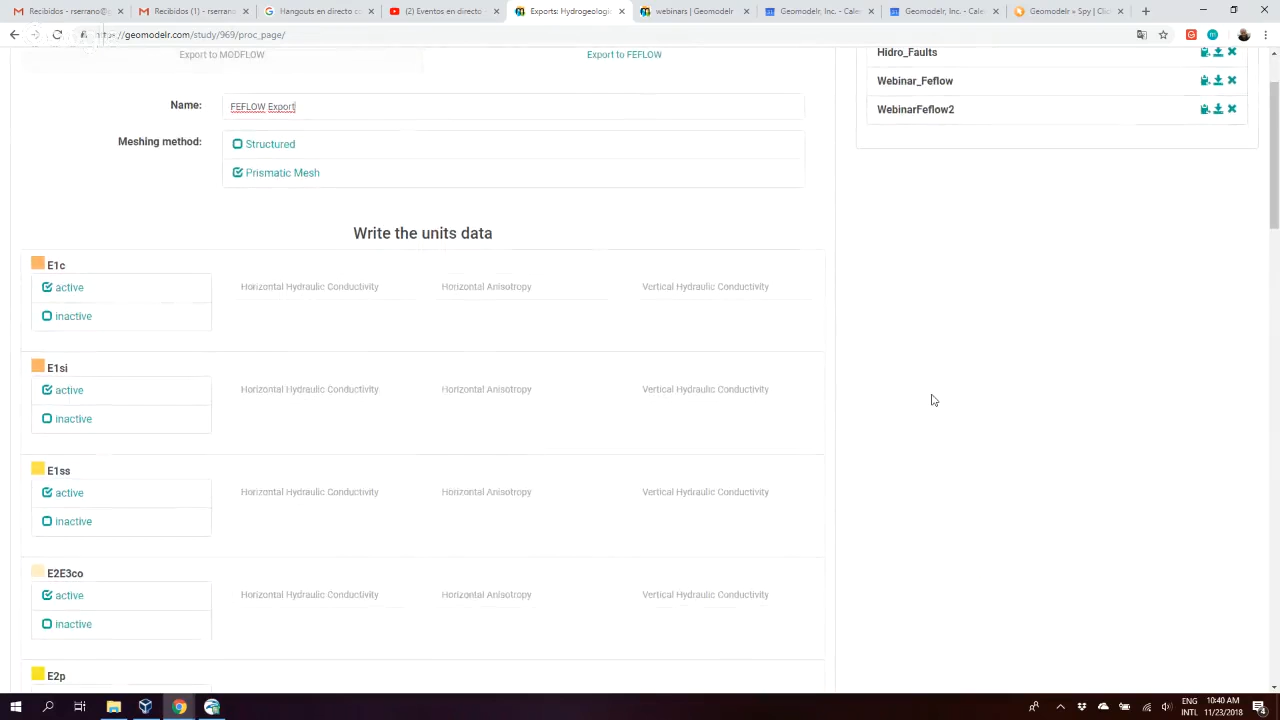 Recibidos (1) - rserrano
Recibidos (1) - rserrano
Hangouts en directo c
(2) Eventos en directo
Exports: Hydrogeolog
webinars | Geomodelr
Geomodelr, Inc. - Cale
Geomodelr, Inc. - Cale
Geomodelr + Spy | Clic
https://geomodelr.com/study/969/proc_page/
Export to MODFLOW
Export to FEFLOW
Hidro_Faults
Webinar_Feflow
WebinarFeflow2
Name:
FEFLOW Export
Meshing method:
Structured
Prismatic Mesh
Write the units data
E1c
active
Horizontal Hydraulic Conductivity
Horizontal Anisotropy
Vertical Hydraulic Conductivity
inactive
E1si
active
Horizontal Hydraulic Conductivity
Horizontal Anisotropy
Vertical Hydraulic Conductivity
inactive
E1ss
active
Horizontal Hydraulic Conductivity
Horizontal Anisotropy
Vertical Hydraulic Conductivity
inactive
E2E3co
active
Horizontal Hydraulic Conductivity
Horizontal Anisotropy
Vertical Hydraulic Conductivity
inactive
E2p
ENG
INTL
10:40 AM
11/23/2018